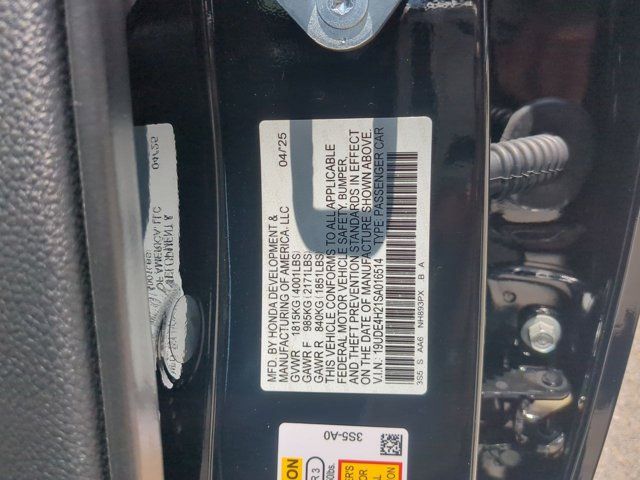 MFD. BY HONDA DEVELOPMENT &
MANUFACTURING OF AMERICA, LLC 04/25
GVWR 1815KG(4001LBS)
GAWR F 985KG(2171LBS)
GAWR R 840KG(1851LBS)
THIS VEHICLE CONFORMS TO ALL APPLICABLE
FEDERAL MOTOR VEHICLE SAFETY, BUMPER,
AND THEFT PREVENTION STANDARDS IN EFFECT
ON THE DATE OF MANUFACTURE SHOWN ABOVE.
V.I.N: 19UDE4H21SA016514 TYPE:PASSENGER CAR
3S5 S AA6 NH893PX B A
3S5-A0